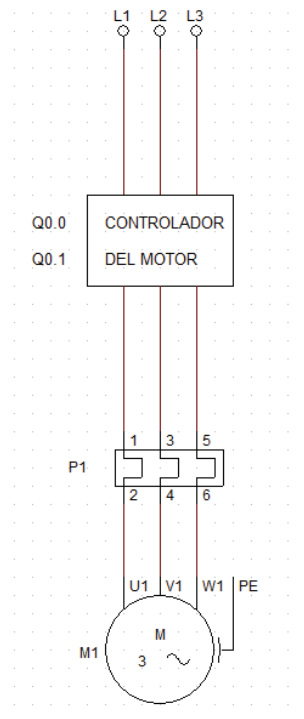 L1 L2 L3
Q0.0 CONTROLADOR
Q0.1 DEL MOTOR
1 3 5
P1
2 4 6
U1 V1 W1 PE
M
M1
3